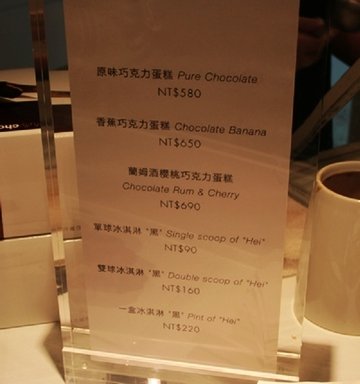 原味巧克力蛋糕 Pure Chocolate
NT$580
香蕉巧克力蛋糕 Chocolate Banana
NT$650
蘭姆酒櫻桃巧克力蛋糕
Chocolate Rum & Cherry
NT$690
單球冰淇淋 "黑" Single scoop of "Hei"
NT$90
雙球冰淇淋 "黑" Double scoop of "Hei"
NT$160
一盒冰淇淋 "黑" Pint of "Hei"
NT$220